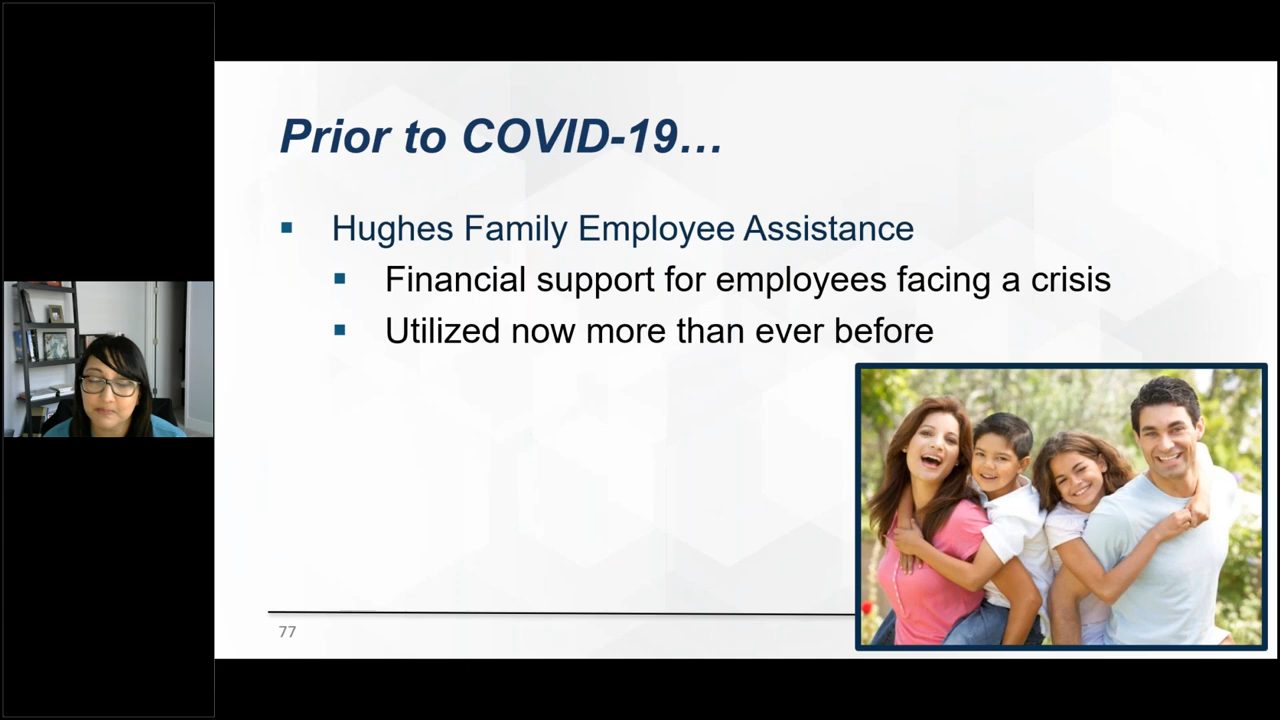 Prior to COVID-19…
Hughes Family Employee Assistance
Financial support for employees facing a crisis
Utilized now more than ever before
77